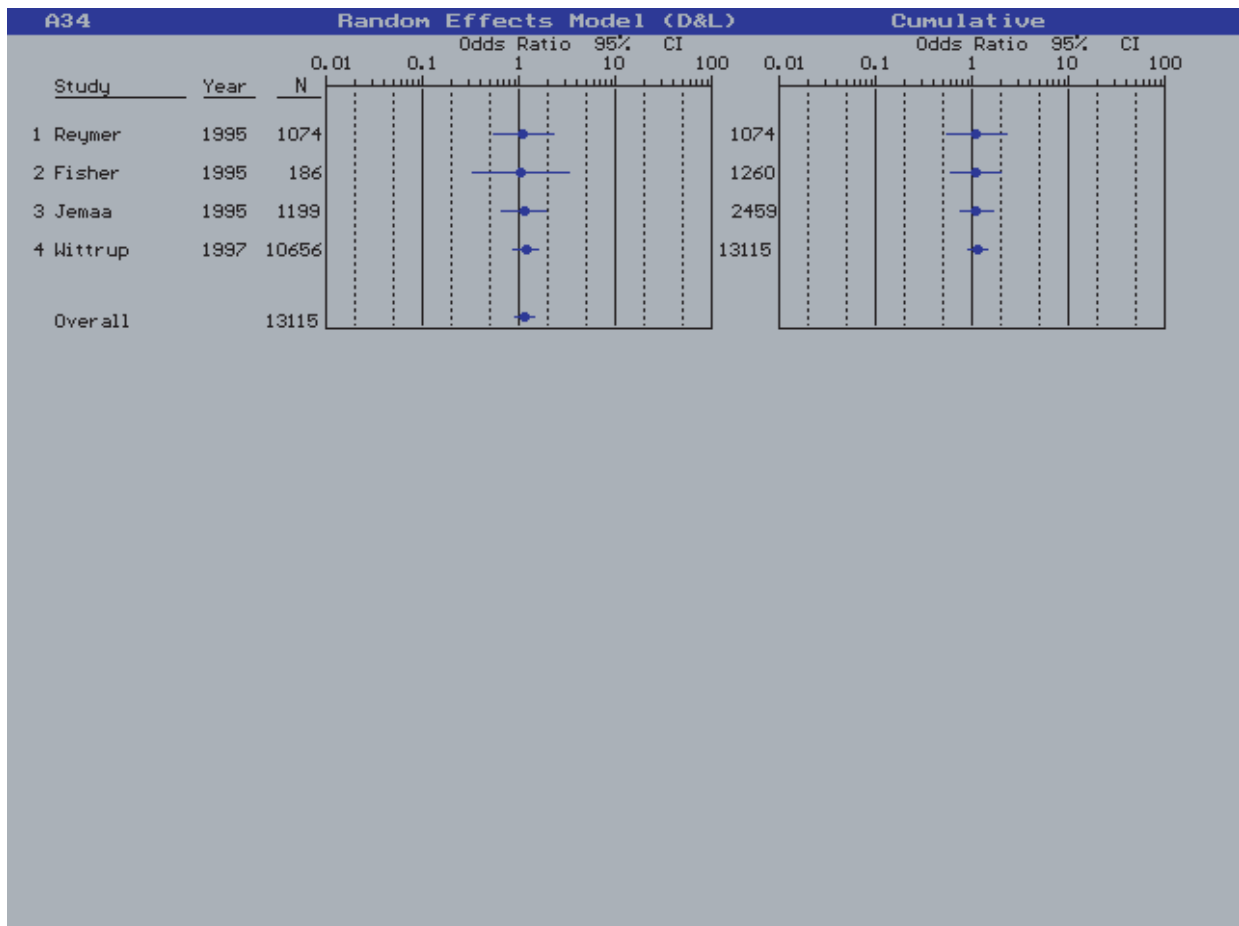 A34 Random Effects Model (D&L) Cumulative
Odds Ratio 95% CI Odds Ratio 95% CI
0.01 0.1 1 10 100 0.01 0.1 1 10 100
Study Year N
1 Reymer 1995 1074 1074
2 Fisher 1995 186 1260
3 Jemaa 1995 1199 2459
4 Wittrup 1997 10656 13115
Overall 13115